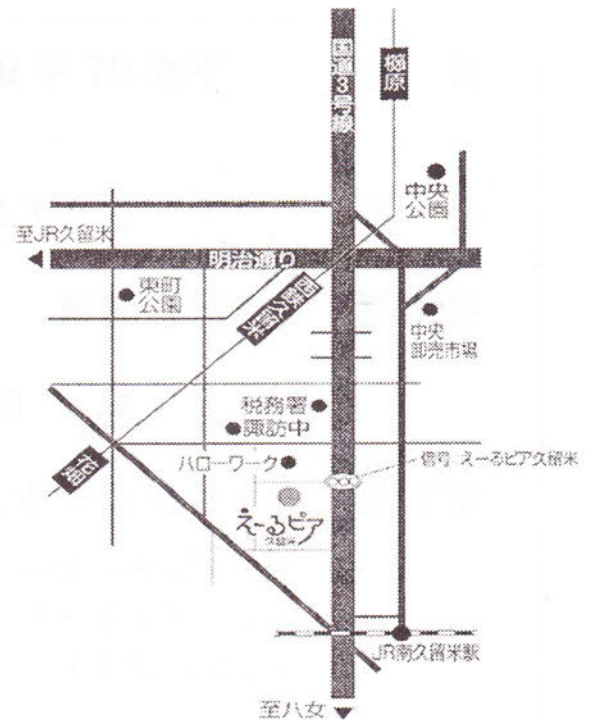 国道3号線
櫛原
中央
公園
至JR久留米
明治通り
東町
公園
西鉄久留米
中央
卸売市場
税務署
諏訪中
花畑
ハローワーク
信号 えーるピア久留米
えーるピア
久留米
JR南久留米駅
至八女